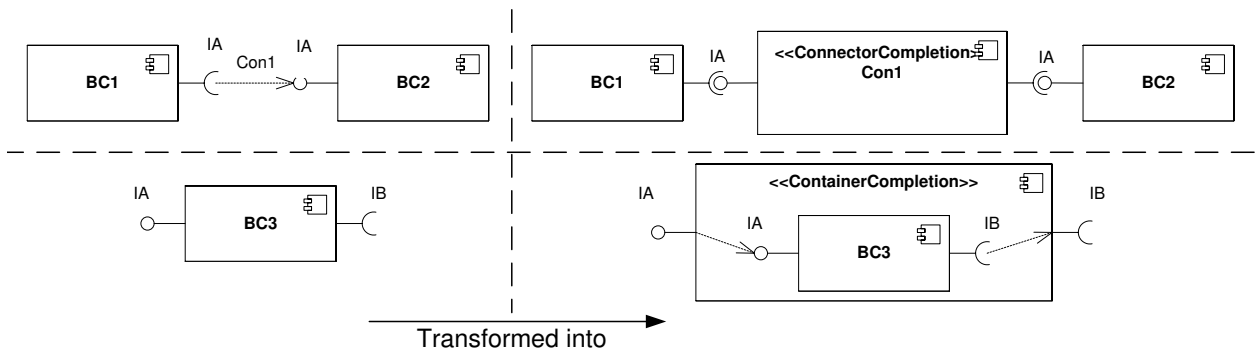 IA
IA
Con1
BC1
BC2
<<ConnectorCompletion>
Con1
BC1
IA
IA
BC2
IA
BC3
IB
<<ContainerCompletion>>
IA
IA
BC3
IB
IB
Transformed into